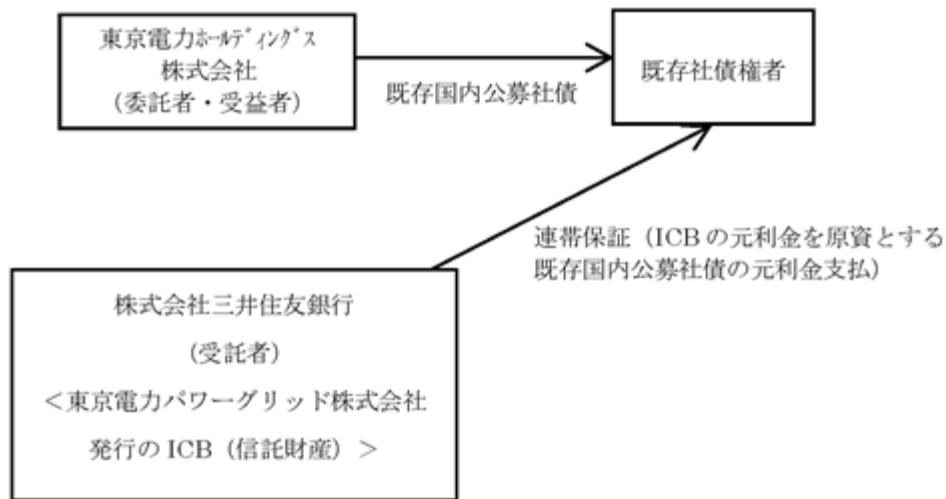 東京電力ﾎｰﾙﾃﾞｨﾝｸﾞｽ
株式会社
（委託者・受益者）
既存国内公募社債
既存社債権者
連帯保証（ICB の元利金を原資とする
既存国内公募社債の元利金支払）
株式会社三井住友銀行
（受託者）
＜東京電力パワーグリッド株式会社
発行の ICB（信託財産）＞